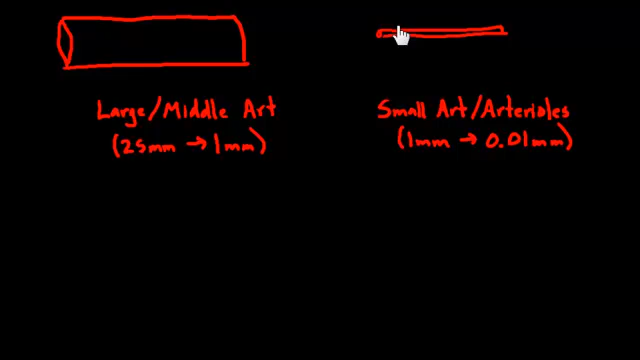 Large/Middle Art
(25mm → 1mm)
Small Art/Arterioles
(1mm → 0.01mm)